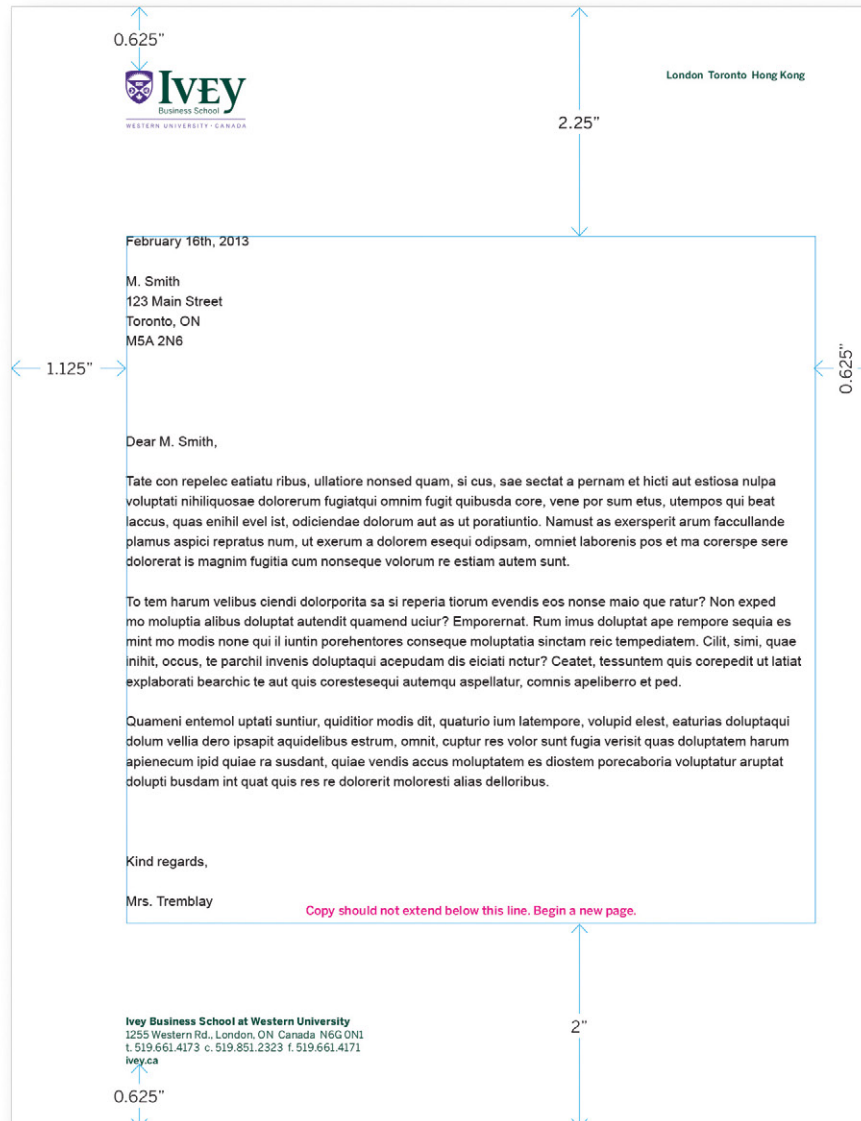 0.625"
IVEY
Business School
WESTERN UNIVERSITY · CANADA
London Toronto Hong Kong
2.25"
February 16th, 2013
M. Smith
123 Main Street
Toronto, ON
M5A 2N6
1.125"
0.625"
Dear M. Smith,
Tate con repelec eatiatu ribus, ullatiore nonsed quam, si cus, sae sectat a pernam et hicti aut estiosa nulpa
voluptati nihiliquosae dolorerum fugiatqui omnim fugit quibusda core, vene por sum etus, utempos qui beat
laccus, quas enihil evel ist, odiciendae dolorum aut as ut poratiuntio. Namust as exersperit arum faccullande
plamus aspici repratus num, ut exerum a dolorem esequi odipsam, omniet laborenis pos et ma corerspe sere
dolorerat is magnim fugitia cum nonseque volorum re estiam autem sunt.
To tem harum velibus ciendi dolorporita sa si reperia tiorum evendis eos nonse maio que ratur? Non exped
mo moluptia alibus doluptat autendit quamend uciur? Emporernat. Rum imus doluptat ape rempore sequia es
mint mo modis none qui il iuntin porehentores conseque moluptatia sinctam reic tempediatem. Cilit, simi, quae
inihit, occus, te parchil invenis doluptaqui acepudam dis eiciati nctur? Ceatet, tessuntem quis corepedit ut latiat
explaborati bearchic te aut quis corestesequi autemqu aspellatur, comnis apeliberro et ped.
Quameni entemol uptati suntiur, quiditior modis dit, quaturio ium latempore, volupid elest, eaturias doluptaqui
dolum vellia dero ipsapit aquidelibus estrum, omnit, cuptur res volor sunt fugia verisit quas doluptatem harum
apienecum ipid quiae ra susdant, quiae vendis accus moluptatem es diostem porecaboria voluptatur aruptat
dolupti busdam int quat quis res re dolorerit moloresti alias delloribus.
Kind regards,
Mrs. Tremblay
Copy should not extend below this line. Begin a new page.
Ivey Business School at Western University
1255 Western Rd., London, ON Canada N6G 0N1
t. 519.661.4173 c. 519.851.2323 f. 519.661.4171
ivey.ca
2"
0.625"